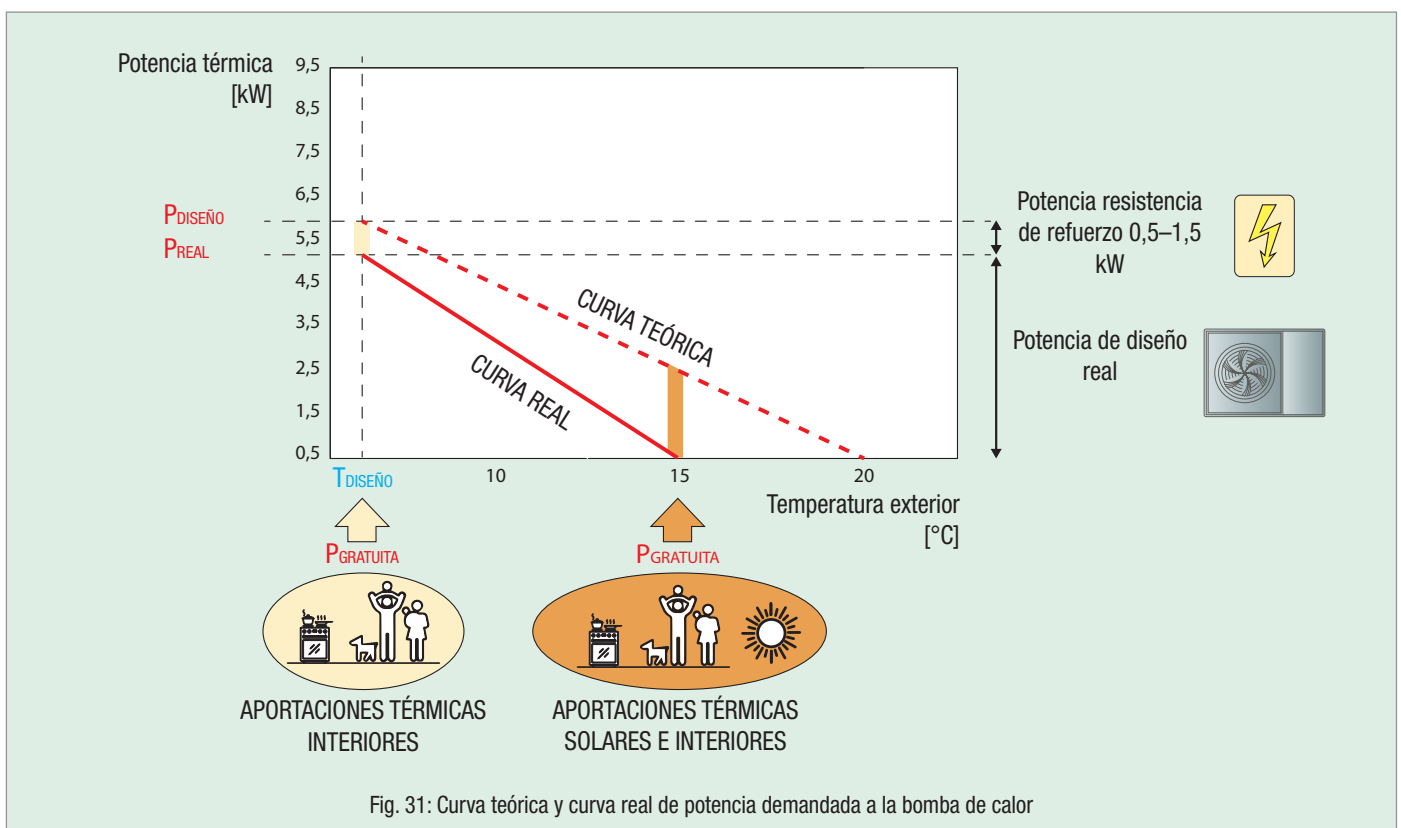 Potencia térmica
[kW]
9,5
8,5
7,5
6,5
5,5
4,5
3,5
2,5
1,5
0,5
PDISEÑO
PREAL
CURVA TEÓRICA
CURVA REAL
Potencia resistencia
de refuerzo 0,5–1,5
kW
Potencia de diseño
real
TDISEÑO
10
15
20
Temperatura exterior
[°C]
PGRATUITA
PGRATUITA
APORTACIONES TÉRMICAS
INTERIORES
APORTACIONES TÉRMICAS
SOLARES E INTERIORES
Fig. 31: Curva teórica y curva real de potencia demandada a la bomba de calor